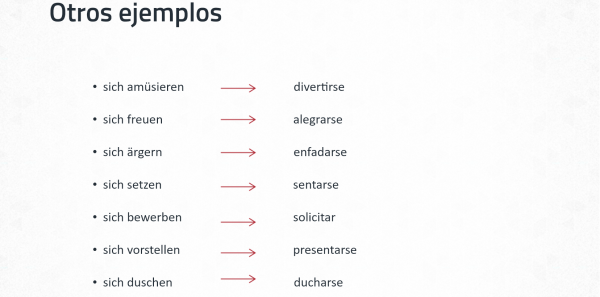 Otros ejemplos
• sich amüsieren → divertirse
• sich freuen → alegrarse
• sich ärgern → enfadarse
• sich setzen → sentarse
• sich bewerben → solicitar
• sich vorstellen → presentarse
• sich duschen → ducharse